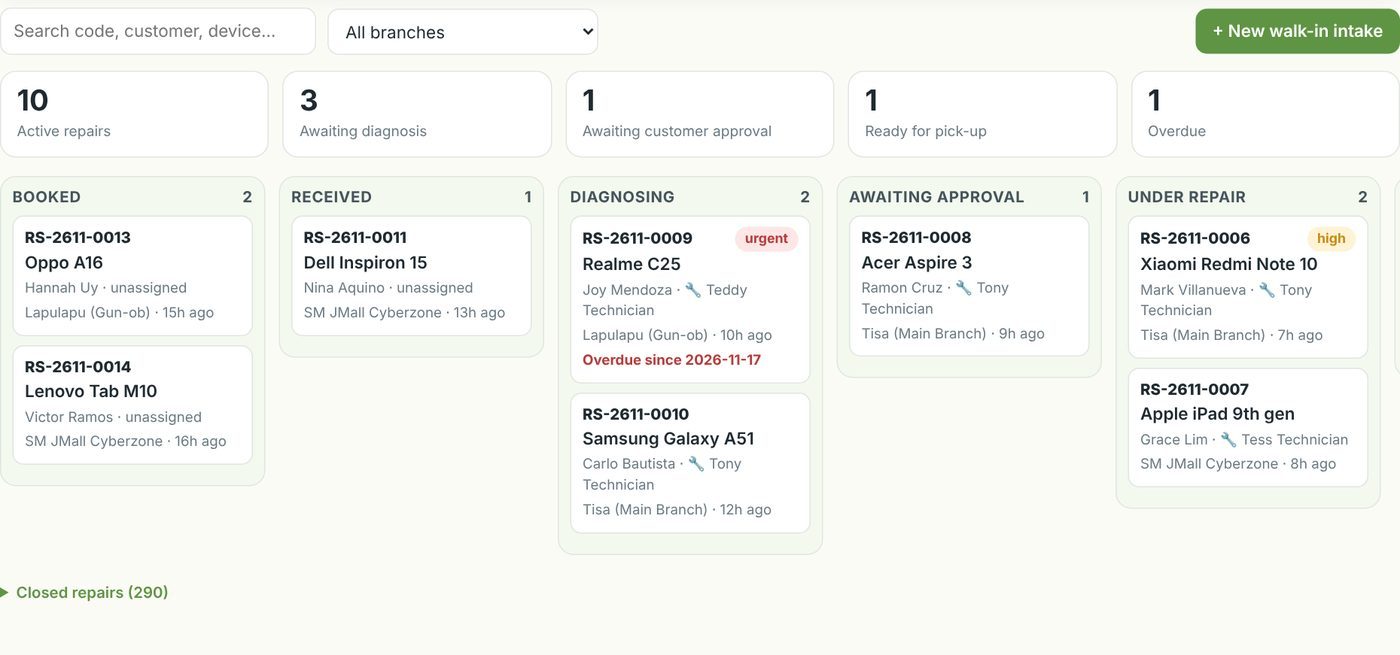 Search code, customer, device...
All branches
+ New walk-in intake
10
Active repairs
3
Awaiting diagnosis
1
Awaiting customer approval
1
Ready for pick-up
1
Overdue
BOOKED 2
RS-2611-0013
Oppo A16
Hannah Uy · unassigned
Lapulapu (Gun-ob) · 15h ago
RS-2611-0014
Lenovo Tab M10
Victor Ramos · unassigned
SM JMall Cyberzone · 16h ago
RECEIVED 1
RS-2611-0011
Dell Inspiron 15
Nina Aquino · unassigned
SM JMall Cyberzone · 13h ago
DIAGNOSING 2
RS-2611-0009 urgent
Realme C25
Joy Mendoza · 🔧 Teddy
Technician
Lapulapu (Gun-ob) · 10h ago
Overdue since 2026-11-17
RS-2611-0010
Samsung Galaxy A51
Carlo Bautista · 🔧 Tony
Technician
Tisa (Main Branch) · 12h ago
AWAITING APPROVAL 1
RS-2611-0008
Acer Aspire 3
Ramon Cruz · 🔧 Tony
Technician
Tisa (Main Branch) · 9h ago
UNDER REPAIR 2
RS-2611-0006 high
Xiaomi Redmi Note 10
Mark Villanueva · 🔧 Tony
Technician
Tisa (Main Branch) · 7h ago
RS-2611-0007
Apple iPad 9th gen
Grace Lim · 🔧 Tess Technician
SM JMall Cyberzone · 8h ago
Closed repairs (290)